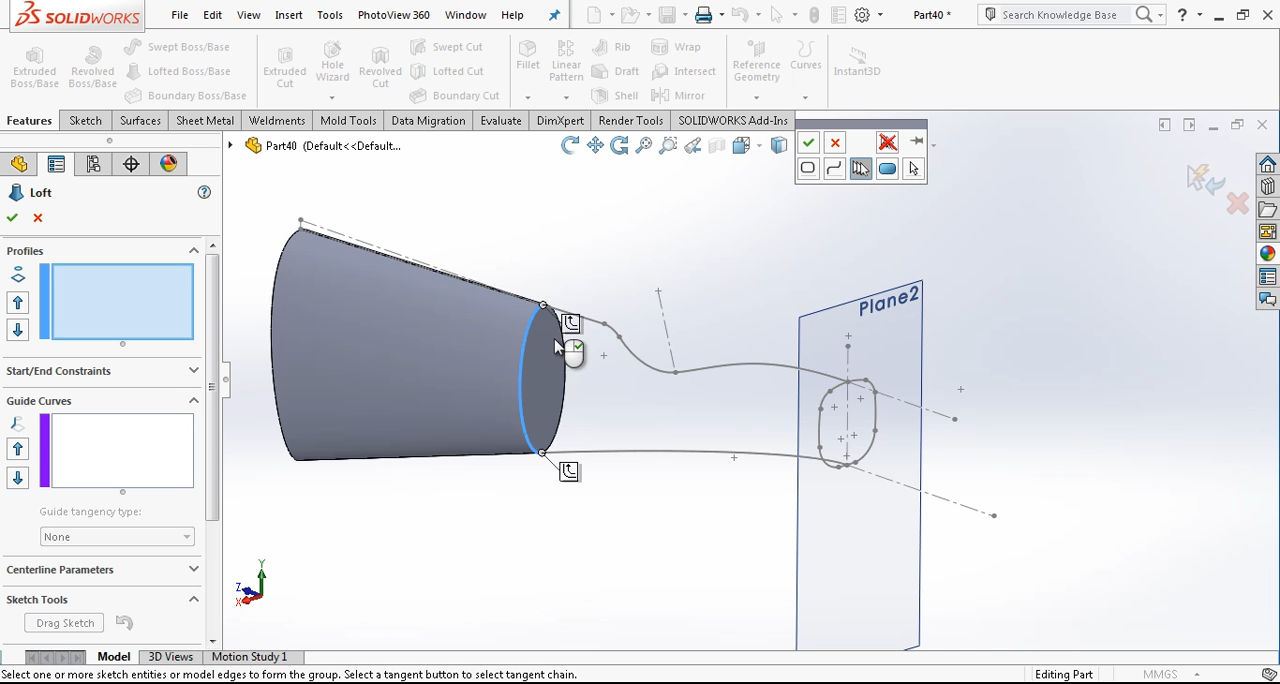 SOLIDWORKS
File Edit View Insert Tools PhotoView 360 Window Help
Part40 *
Search Knowledge Base
?
Extruded Boss/Base
Revolved Boss/Base
Swept Boss/Base
Lofted Boss/Base
Boundary Boss/Base
Extruded Cut
Hole Wizard
Revolved Cut
Swept Cut
Lofted Cut
Boundary Cut
Fillet
Linear Pattern
Rib
Draft
Shell
Wrap
Intersect
Mirror
Reference Geometry
Curves
Instant3D
Features Sketch Surfaces Sheet Metal Weldments Mold Tools Data Migration Evaluate DimXpert Render Tools SOLIDWORKS Add-Ins
Part40 (Default<<Default...
Loft
?
Profiles
Start/End Constraints
Guide Curves
Guide tangency type:
None
Centerline Parameters
Sketch Tools
Drag Sketch
Plane2
Y
Z
X
Model 3D Views Motion Study 1
Select one or more sketch entities or model edges to form the group. Select a tangent button to select tangent chain.
Editing Part
MMGS